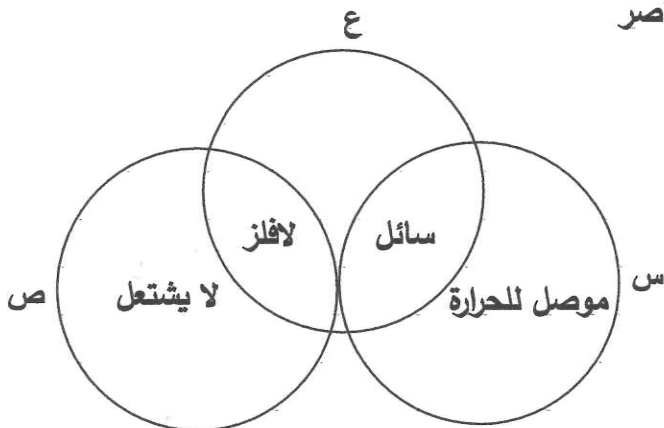 صر
ع
سائل
لافلز
س
موصل للحرارة
لا يشتعل
ص